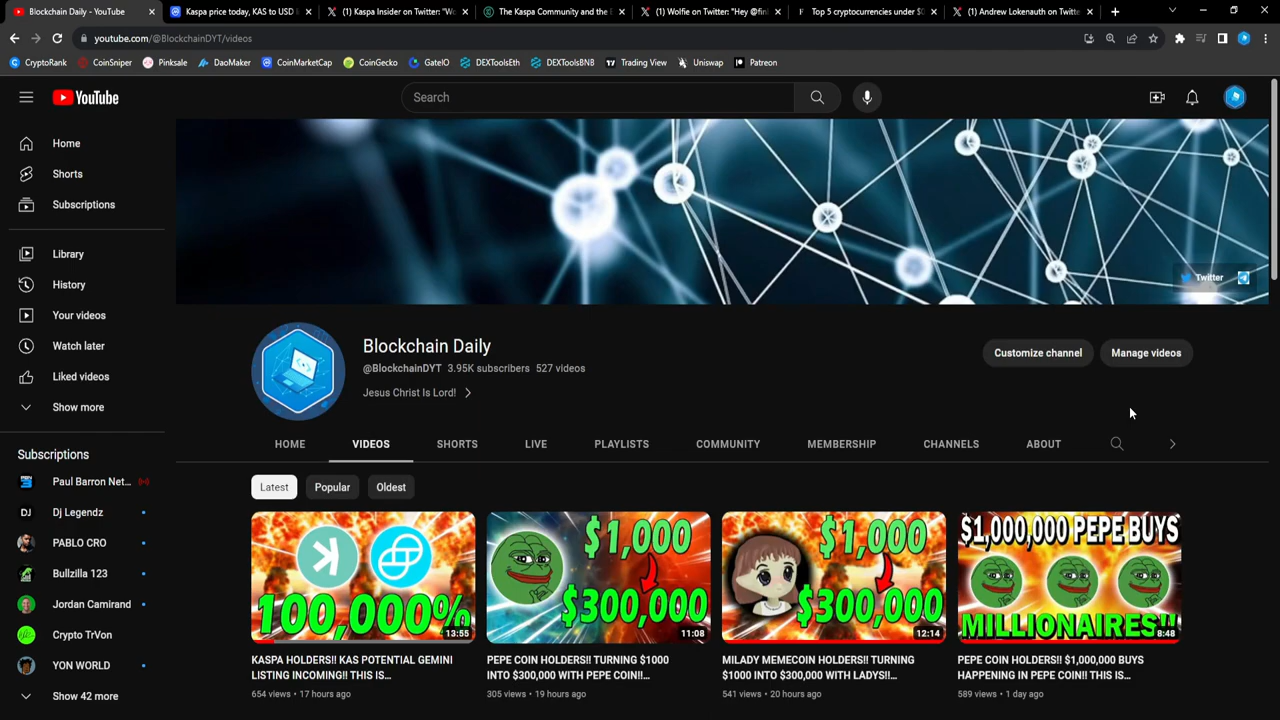 Blockchain Daily - YouTube
Kaspa price today, KAS to USD l
(1) Kaspa Insider on Twitter: "We
The Kaspa Community and the E
(1) Wolfie on Twitter: "Hey @fin
Top 5 cryptocurrencies under $0
(1) Andrew Lokenauth on Twitte
youtube.com/@BlockchainDYT/videos
CryptoRank
CoinSniper
Pinksale
DaoMaker
CoinMarketCap
CoinGecko
GateIO
DEXToolsEth
DEXToolsBNB
Trading View
Uniswap
Patreon
YouTube
Search
Home
Shorts
Subscriptions
Library
History
Your videos
Watch later
Liked videos
Show more
Subscriptions
Paul Barron Net...
DJ
Dj Legendz
PABLO CRO
Bullzilla 123
Jordan Camirand
Crypto TrVon
YON WORLD
Show 42 more
Twitter
Blockchain Daily
@BlockchainDYT 3.95K subscribers 527 videos
Jesus Christ Is Lord!
Customize channel
Manage videos
HOME
VIDEOS
SHORTS
LIVE
PLAYLISTS
COMMUNITY
MEMBERSHIP
CHANNELS
ABOUT
Latest
Popular
Oldest
100,000%
13:55
KASPA HOLDERS!! KAS POTENTIAL GEMINI
LISTING INCOMING!! THIS IS...
654 views • 17 hours ago
$1,000
$300,000
11:08
PEPE COIN HOLDERS!! TURNING $1000
INTO $300,000 WITH PEPE COIN!!...
305 views • 19 hours ago
$1,000
$300,000
12:14
MILADY MEMECOIN HOLDERS!! TURNING
$1000 INTO $300,000 WITH LADYS!!...
541 views • 20 hours ago
$1,000,000 PEPE BUYS
MILLIONAIRES!!
8:48
PEPE COIN HOLDERS!! $1,000,000 BUYS
HAPPENING IN PEPE COIN!! THIS IS...
589 views • 1 day ago